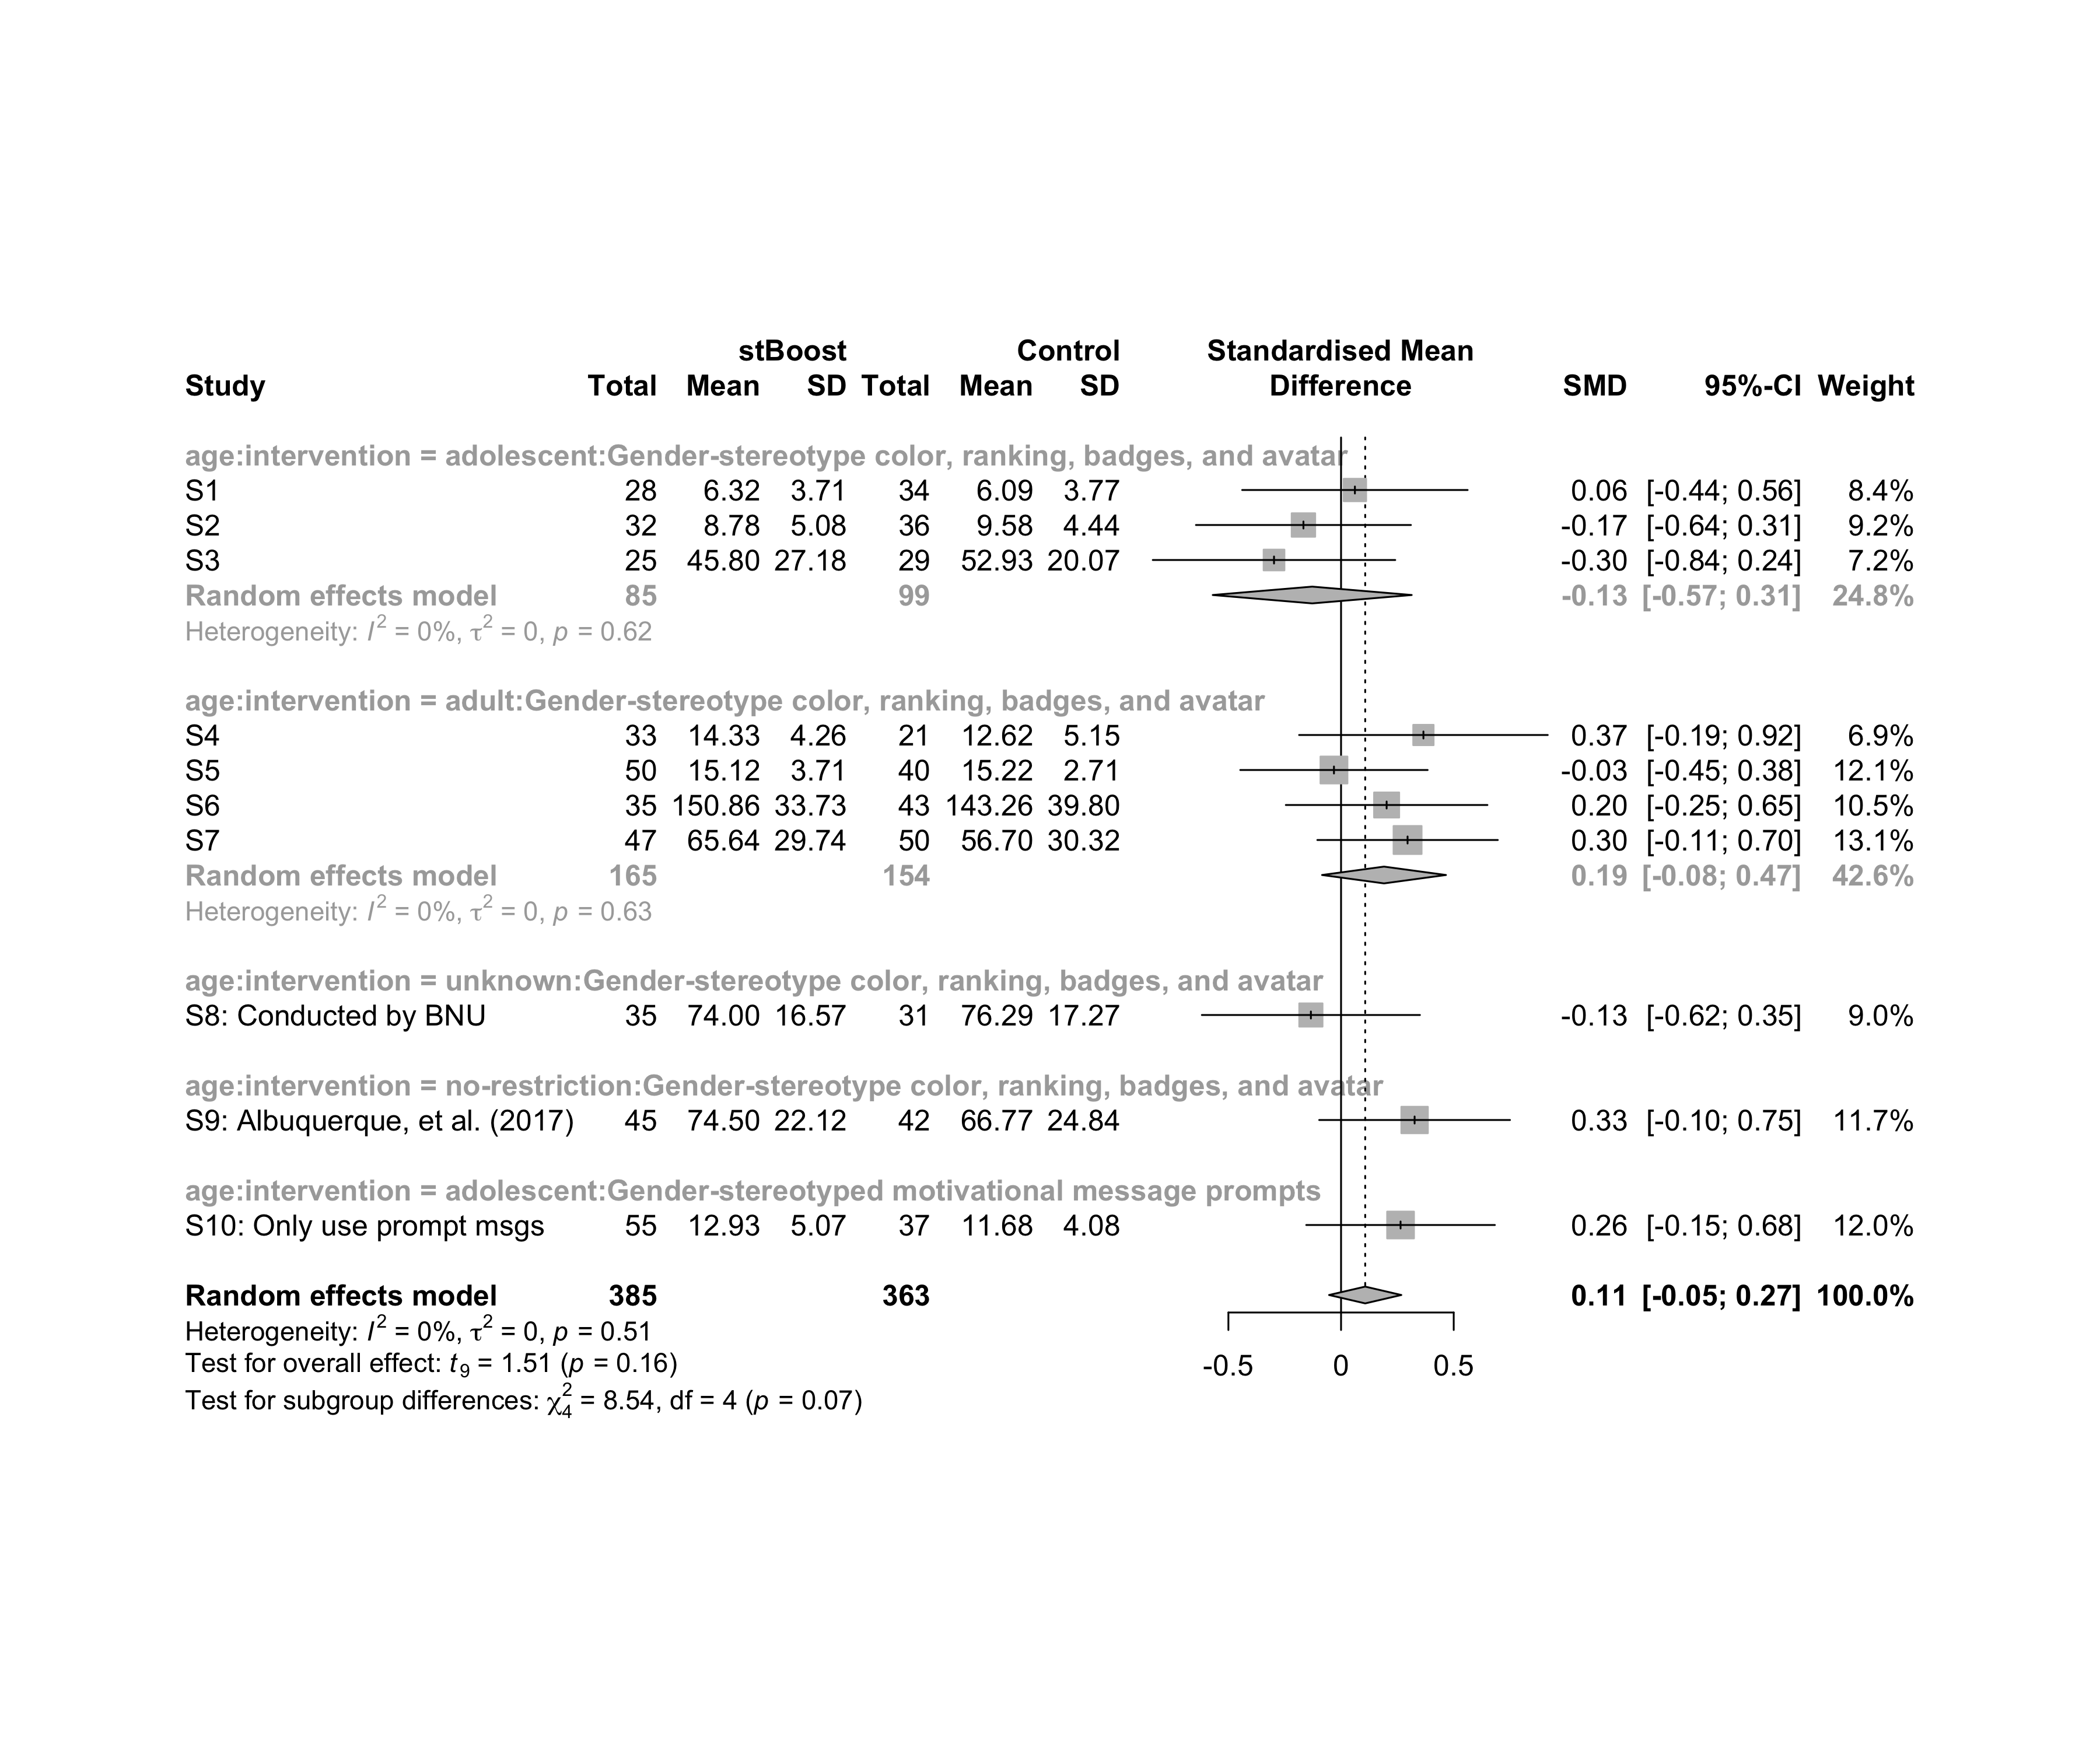 stBoost Control Standardised Mean
Study Total Mean SD Total Mean SD Difference SMD 95%-CI Weight
age:intervention = adolescent:Gender-stereotype color, ranking, badges, and avatar
S1 28 6.32 3.71 34 6.09 3.77 0.06 [-0.44; 0.56] 8.4%
S2 32 8.78 5.08 36 9.58 4.44 -0.17 [-0.64; 0.31] 9.2%
S3 25 45.80 27.18 29 52.93 20.07 -0.30 [-0.84; 0.24] 7.2%
Random effects model 85 99 -0.13 [-0.57; 0.31] 24.8%
Heterogeneity: I² = 0%, τ² = 0, p = 0.62
age:intervention = adult:Gender-stereotype color, ranking, badges, and avatar
S4 33 14.33 4.26 21 12.62 5.15 0.37 [-0.19; 0.92] 6.9%
S5 50 15.12 3.71 40 15.22 2.71 -0.03 [-0.45; 0.38] 12.1%
S6 35 150.86 33.73 43 143.26 39.80 0.20 [-0.25; 0.65] 10.5%
S7 47 65.64 29.74 50 56.70 30.32 0.30 [-0.11; 0.70] 13.1%
Random effects model 165 154 0.19 [-0.08; 0.47] 42.6%
Heterogeneity: I² = 0%, τ² = 0, p = 0.63
age:intervention = unknown:Gender-stereotype color, ranking, badges, and avatar
S8: Conducted by BNU 35 74.00 16.57 31 76.29 17.27 -0.13 [-0.62; 0.35] 9.0%
age:intervention = no-restriction:Gender-stereotype color, ranking, badges, and avatar
S9: Albuquerque, et al. (2017) 45 74.50 22.12 42 66.77 24.84 0.33 [-0.10; 0.75] 11.7%
age:intervention = adolescent:Gender-stereotyped motivational message prompts
S10: Only use prompt msgs 55 12.93 5.07 37 11.68 4.08 0.26 [-0.15; 0.68] 12.0%
Random effects model 385 363 0.11 [-0.05; 0.27] 100.0%
Heterogeneity: I² = 0%, τ² = 0, p = 0.51
Test for overall effect: t₉ = 1.51 (p = 0.16)
-0.5 0 0.5
Test for subgroup differences: χ²₄ = 8.54, df = 4 (p = 0.07)